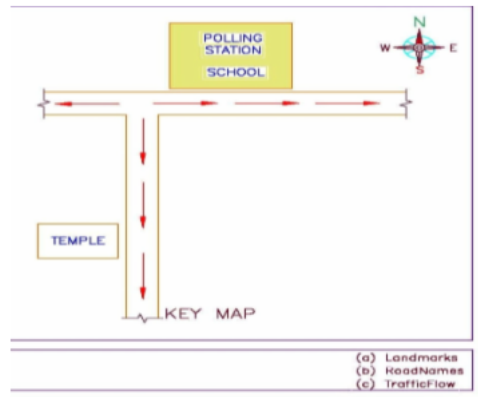 POLLING
STATION
SCHOOL
N
W E
S
TEMPLE
KEY MAP
(a) Landmarks
(b) RoadNames
(c) TrafficFlow